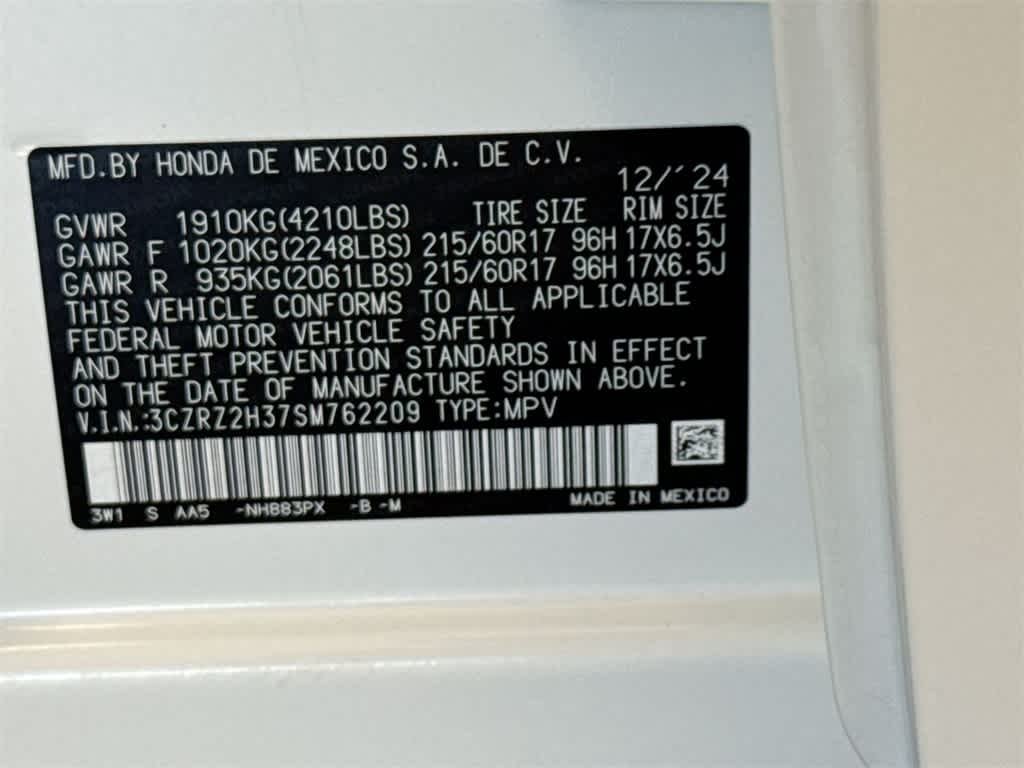 MFD.BY HONDA DE MEXICO S.A. DE C.V.
12/´24
GVWR 1910KG(4210LBS) TIRE SIZE RIM SIZE
GAWR F 1020KG(2248LBS) 215/60R17 96H 17X6.5J
GAWR R 935KG(2061LBS) 215/60R17 96H 17X6.5J
THIS VEHICLE CONFORMS TO ALL APPLICABLE
FEDERAL MOTOR VEHICLE SAFETY
AND THEFT PREVENTION STANDARDS IN EFFECT
ON THE DATE OF MANUFACTURE SHOWN ABOVE.
V.I.N.:3CZRZ2H37SM762209 TYPE:MPV
3W1 S AA5 -NH883PX -B -M MADE IN MEXICO